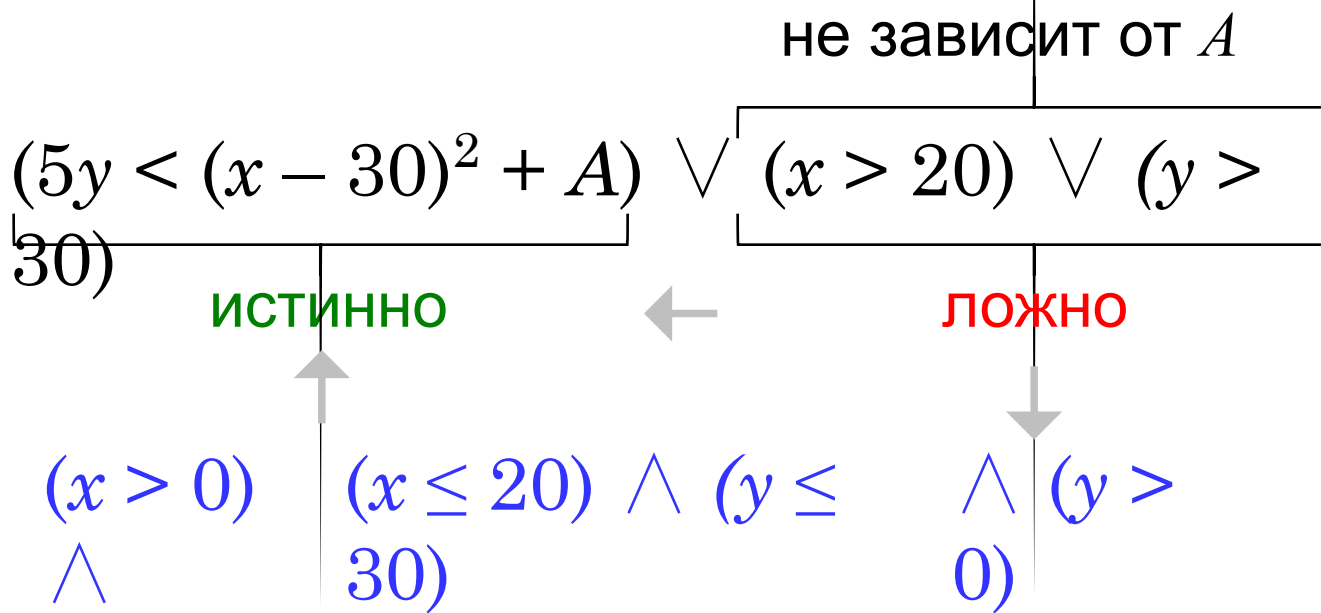 не зависит от A
(5y < (x – 30)² + A) ∨ (x > 20) ∨ (y >
30)
истинно ложно
(x > 0) (x ≤ 20) ∧ (y ≤ ∧ (y >
∧ 30) 0)